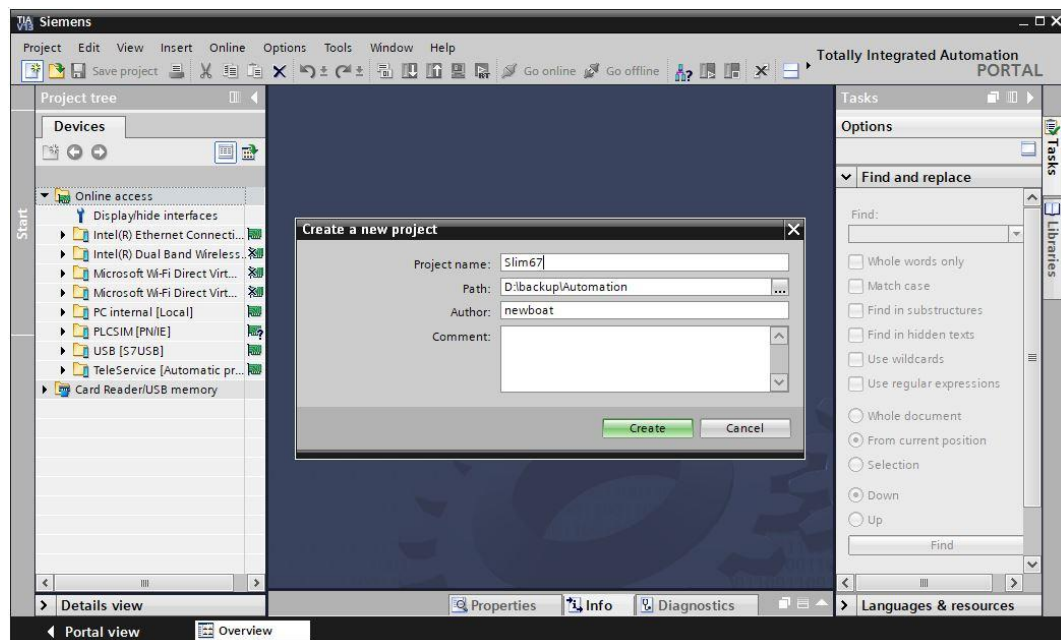 TIA
V13 Siemens
Project Edit View Insert Online Options Tools Window Help
Save project Go online Go offline
Totally Integrated Automation
PORTAL
Project tree
Devices
Start
Online access
Display/hide interfaces
Intel(R) Ethernet Connecti...
Intel(R) Dual Band Wireless..
Microsoft Wi-Fi Direct Virt...
Microsoft Wi-Fi Direct Virt...
PC internal [Local]
PLCSIM [PN/IE]
USB [S7USB]
TeleService [Automatic pr...
Card Reader/USB memory
Details view
Create a new project
Project name: Slim67
Path: D:\backup\Automation ...
Author: newboat
Comment:
Create Cancel
Properties Info Diagnostics
Tasks
Options
Find and replace
Find:
Whole words only
Match case
Find in substructures
Find in hidden texts
Use wildcards
Use regular expressions
Whole document
From current position
Selection
Down
Up
Find
Languages & resources
Tasks
Libraries
Portal view Overview